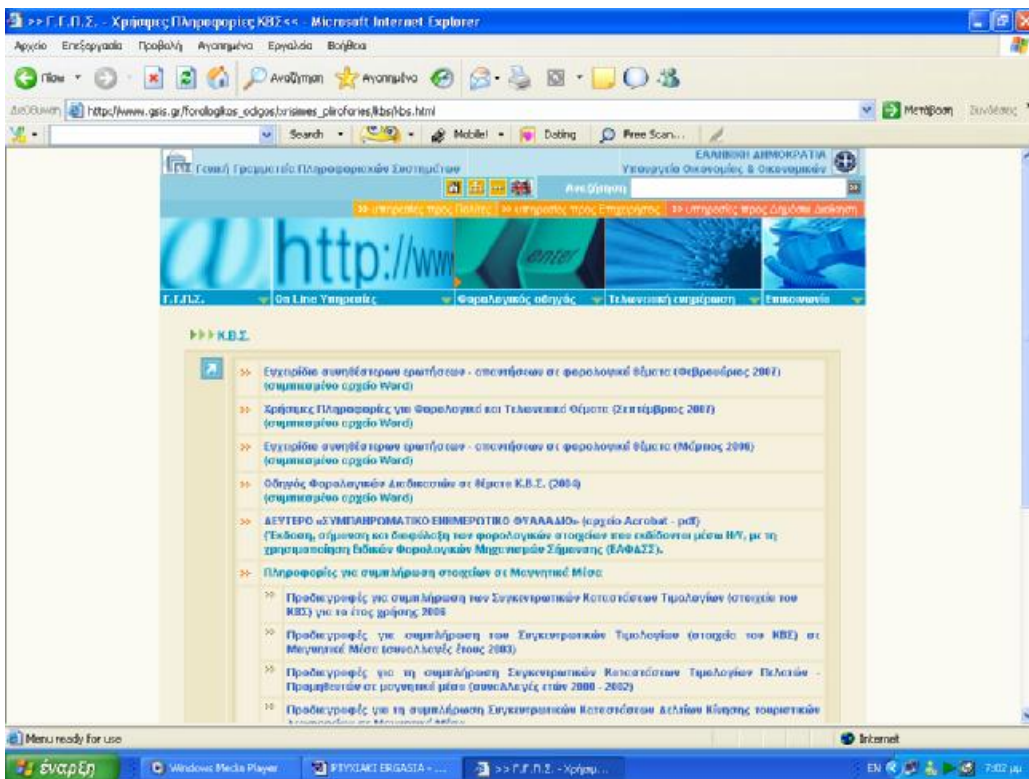 >> Γ.Γ.Π.Σ. - Χρήσιμες Πληροφορίες ΚΒΣ<< - Microsoft Internet Explorer
Αρχείο Επεξεργασία Προβολή Αγαπημένα Εργαλεία Βοήθεια
Πίσω Αναζήτηση Αγαπημένα
Διεύθυνση http://www.gsis.gr/forologikos_odigos/xrisimes_plirofories/kbs/kbs.html Μετάβαση Συνδέσεις
Search Mobile! Dating Free Scan...
ΕΛΛΗΝΙΚΗ ΔΗΜΟΚΡΑΤΙΑ
Γενική Γραμματεία Πληροφοριακών Συστημάτων Υπουργείο Οικονομίας & Οικονομικών
Αναζήτηση
>> υπηρεσίες προς Πολίτες >> υπηρεσίες προς Επιχειρήσεις >> υπηρεσίες προς Δημόσια Διοίκηση
@ http://www enter
Γ.Γ.Π.Σ. On Line Υπηρεσίες Φορολογικός οδηγός Τελωνειακή ενημέρωση Επικοινωνία
Κ.Β.Σ.
Εγχειρίδιο συνηθέστερων ερωτήσεων - απαντήσεων σε φορολογικά θέματα (Φεβρουάριος 2007)
(συμπιεσμένο αρχείο Word)
Χρήσιμες Πληροφορίες για Φορολογικά και Τελωνειακά Θέματα (Σεπτέμβριος 2007)
(συμπιεσμένο αρχείο Word)
Εγχειρίδιο συνηθέστερων ερωτήσεων - απαντήσεων σε φορολογικά θέματα (Μάρτιος 2006)
(συμπιεσμένο αρχείο Word)
Οδηγός Φορολογικών Διαδικασιών σε θέματα Κ.Β.Σ. (2004)
(συμπιεσμένο αρχείο Word)
ΔΕΥΤΕΡΟ «ΣΥΜΠΛΗΡΩΜΑΤΙΚΟ ΕΝΗΜΕΡΩΤΙΚΟ ΦΥΛΛΑΔΙΟ» (αρχείο Acrobat - pdf)
(Έκδοση, σήμανση και διαφύλαξη των φορολογικών στοιχείων που εκδίδονται μέσω Η/Υ, με τη
χρησιμοποίηση Ειδικών Φορολογικών Μηχανισμών Σήμανσης (ΕΑΦΔΣΣ).
Πληροφορίες για συμπλήρωση στοιχείων σε Μαγνητικά Μέσα
Προδιαγραφές για συμπλήρωση των Συγκεντρωτικών Καταστάσεων Τιμολογίων (στοιχεία του
ΚΒΣ) για το έτος χρήσης 2006
Προδιαγραφές για συμπλήρωση των Συγκεντρωτικών Τιμολογίων (στοιχεία του ΚΒΣ) σε
Μαγνητικά Μέσα (συναλλαγές έτους 2003)
Προδιαγραφές για τη συμπλήρωση Συγκεντρωτικών Καταστάσεων Τιμολογίων Πελατών -
Προμηθευτών σε μαγνητικά μέσα (συναλλαγές ετών 2000 - 2002)
Προδιαγραφές για τη συμπλήρωση Συγκεντρωτικών Καταστάσεων Δελτίων Κίνησης τουριστικών
Menu ready for use Internet
έναρξη Windows Media Player PTYXIAKI ERGASIA - ... >> Γ.Γ.Π.Σ. - Χρήσιμ... EN 7:02 μμ